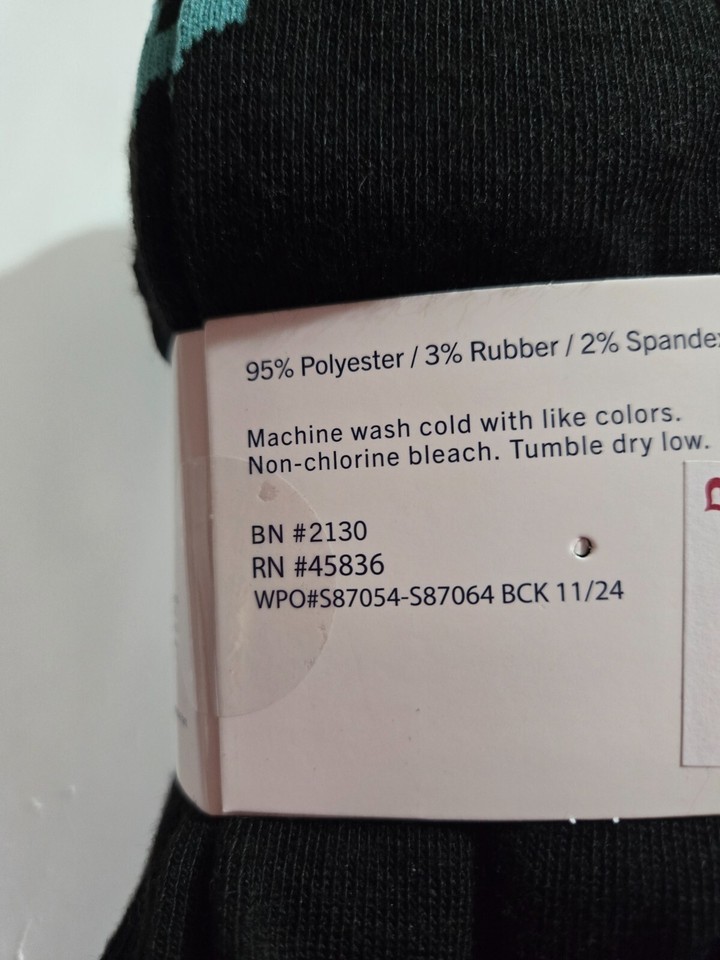 95% Polyester / 3% Rubber / 2% Spandex
Machine wash cold with like colors.
Non-chlorine bleach. Tumble dry low.
BN #2130
RN #45836
WPO#S87054-S87064 BCK 11/24